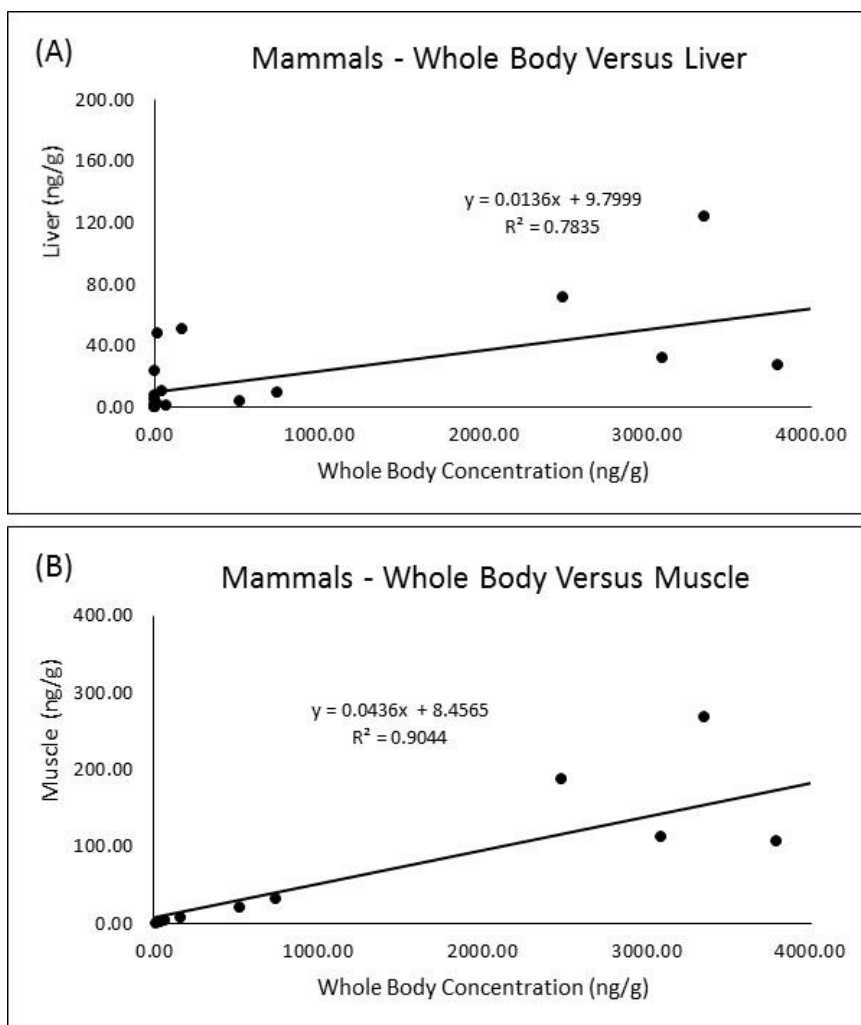 (A)
Mammals - Whole Body Versus Liver
200.00
160.00
120.00
80.00
40.00
0.00
Liver (ng/g)
y = 0.0136x + 9.7999
R² = 0.7835
0.00 1000.00 2000.00 3000.00 4000.00
Whole Body Concentration (ng/g)
(B)
Mammals - Whole Body Versus Muscle
400.00
300.00
200.00
100.00
0.00
Muscle (ng/g)
y = 0.0436x + 8.4565
R² = 0.9044
0.00 1000.00 2000.00 3000.00 4000.00
Whole Body Concentration (ng/g)